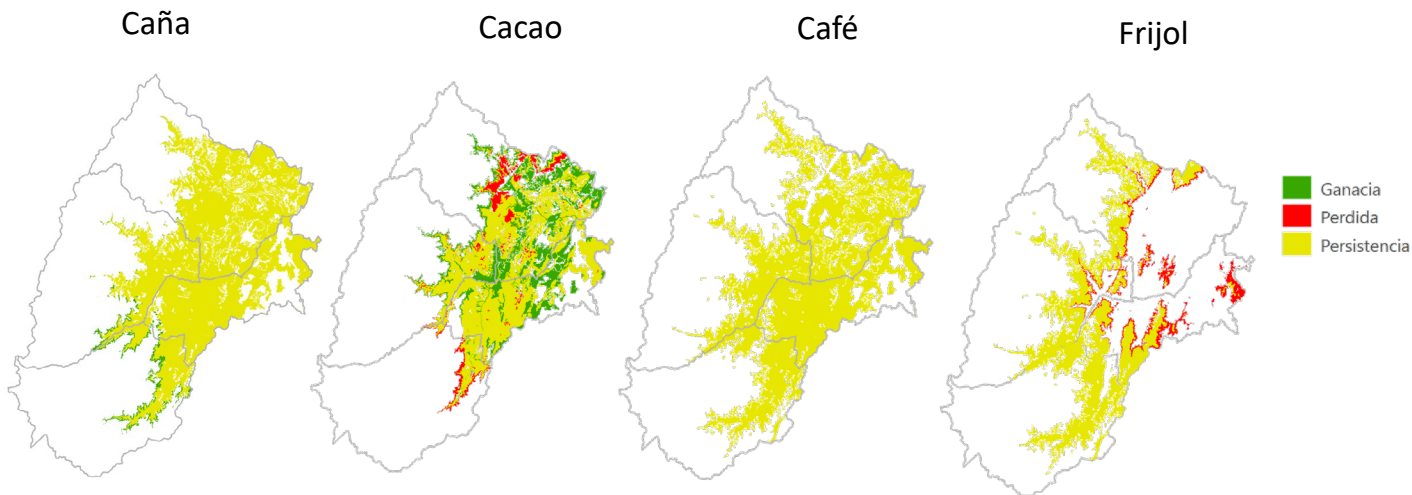 Caña
Cacao
Café
Frijol
Ganacia
Perdida
Persistencia